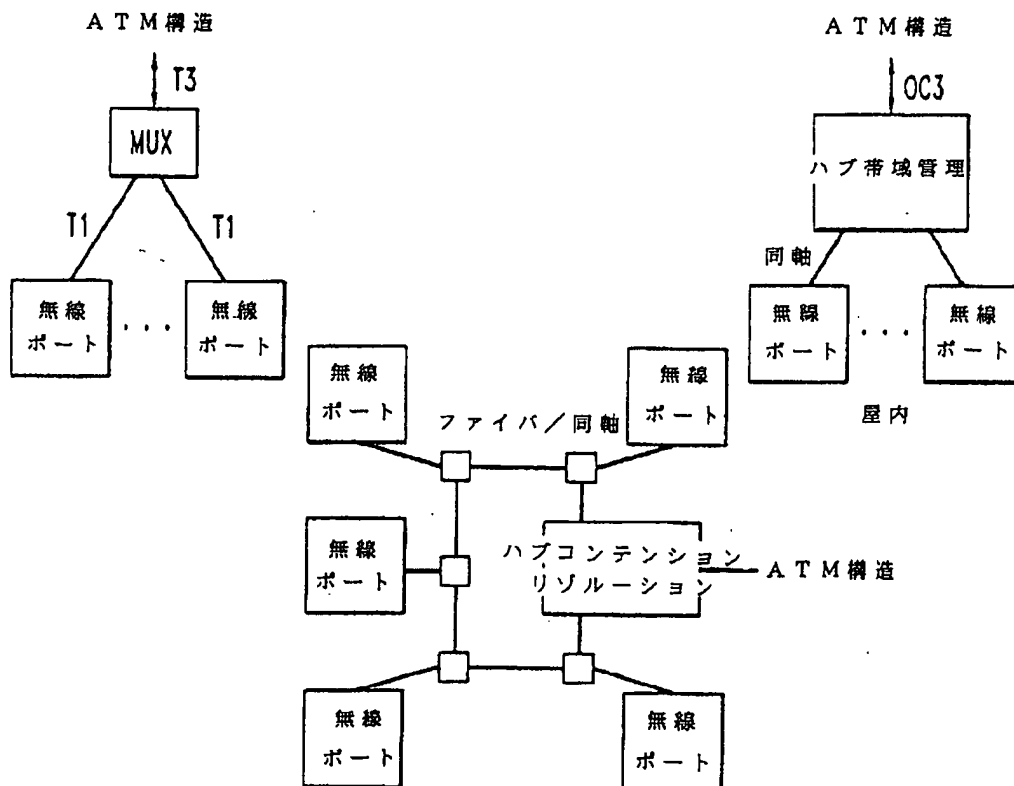 ATM構造
T3
MUX
T1
T1
無線
ポート
・・・
無線
ポート
ATM構造
OC3
ハブ帯域管理
同軸
無線
ポート
・・・
無線
ポート
屋内
無線
ポート
ファイバ／同軸
無線
ポート
無線
ポート
ハブコンテンション
リゾルーション
ATM構造
無線
ポート
無線
ポート